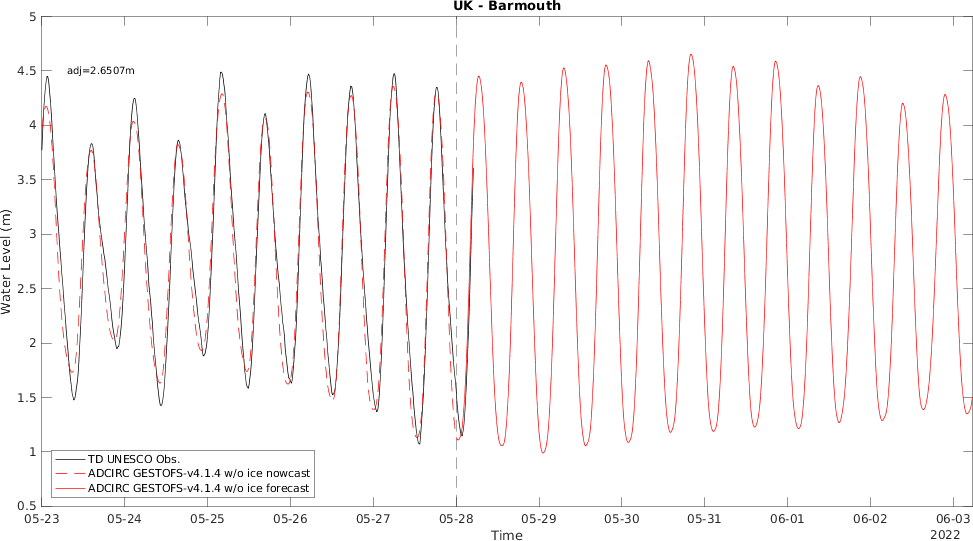 UK - Barmouth
5
4.5
4
3.5
3
2.5
2
1.5
1
0.5
Water Level (m)
adj=2.6507m
TD UNESCO Obs.
ADCIRC GESTOFS-v4.1.4 w/o ice nowcast
ADCIRC GESTOFS-v4.1.4 w/o ice forecast
05-23 05-24 05-25 05-26 05-27 05-28 05-29 05-30 05-31 06-01 06-02 06-03
2022
Time